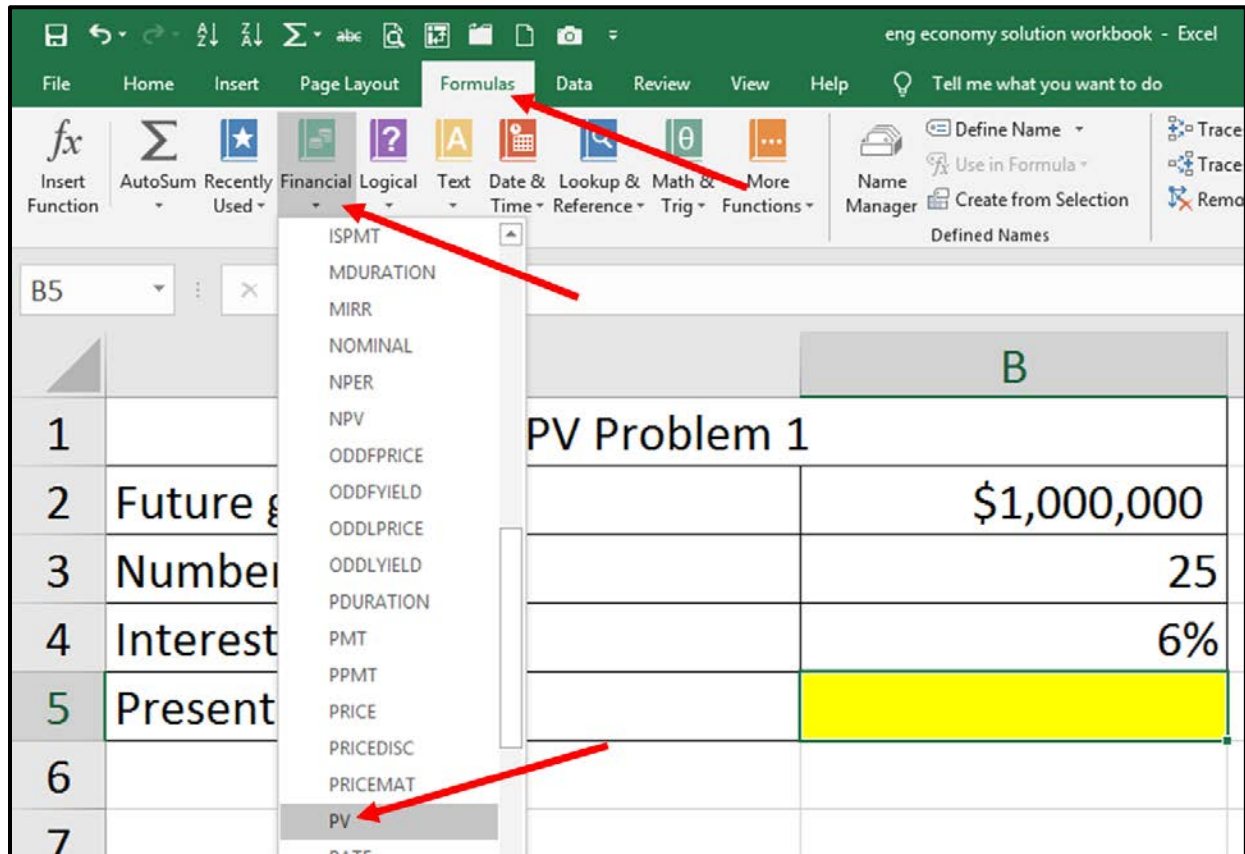 abc
eng economy solution workbook - Excel
File Home Insert Page Layout Formulas Data Review View Help Tell me what you want to do
fx Insert Function
AutoSum
Recently Used
Financial
Logical
Text
Date & Time
Lookup & Reference
Math & Trig
More Functions
Name Manager
Define Name
Use in Formula
Create from Selection
Defined Names
Trace
Trace
Remo
B5
ISPMT
MDURATION
MIRR
NOMINAL
NPER
NPV
ODDFPRICE
ODDFYIELD
ODDLPRICE
ODDLYIELD
PDURATION
PMT
PPMT
PRICE
PRICEDISC
PRICEMAT
PV
B
1 PV Problem 1
2 Future $1,000,000
3 Number 25
4 Interest 6%
5 Present
6
7